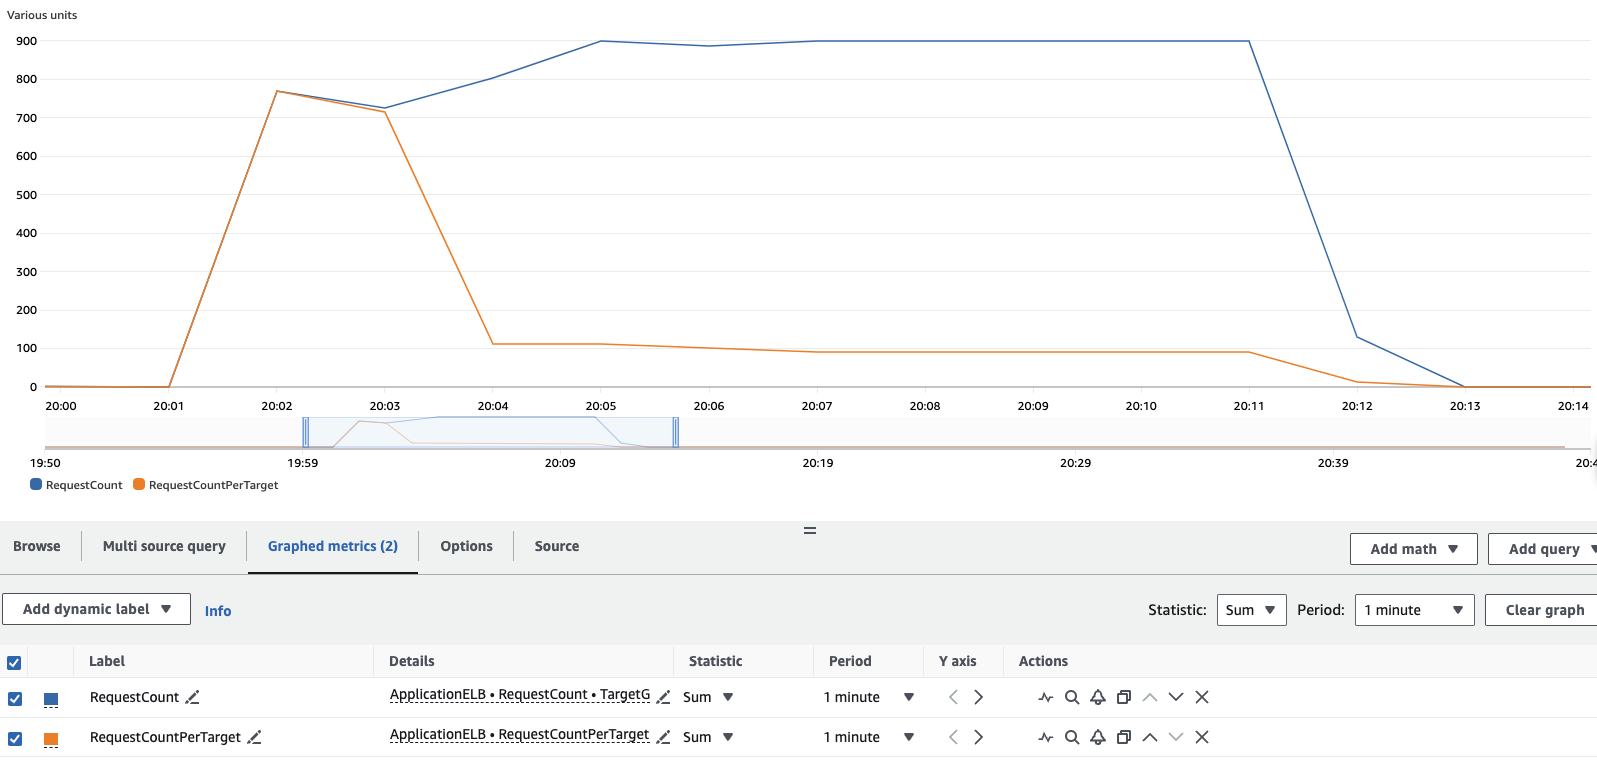 Various units
900
800
700
600
500
400
300
200
100
0
20:00 20:01 20:02 20:03 20:04 20:05 20:06 20:07 20:08 20:09 20:10 20:11 20:12 20:13 20:14
19:50 19:59 20:09 20:19 20:29 20:39 20:4
RequestCount RequestCountPerTarget
Browse Multi source query Graphed metrics (2) Options Source Add math Add query
Add dynamic label Info Statistic: Sum Period: 1 minute Clear graph
Label Details Statistic Period Y axis Actions
RequestCount ApplicationELB • RequestCount • TargetG Sum 1 minute
RequestCountPerTarget ApplicationELB • RequestCountPerTarget Sum 1 minute